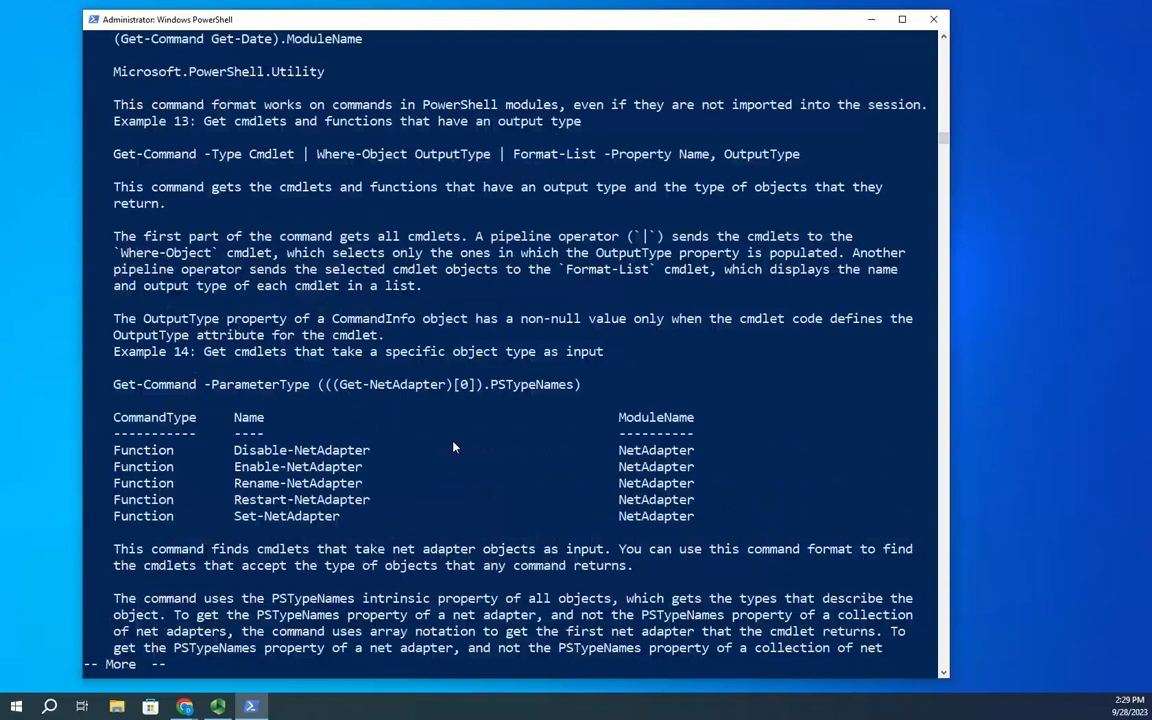 Administrator: Windows PowerShell
(Get-Command Get-Date).ModuleName
Microsoft.PowerShell.Utility
This command format works on commands in PowerShell modules, even if they are not imported into the session.
Example 13: Get cmdlets and functions that have an output type
Get-Command -Type Cmdlet | Where-Object OutputType | Format-List -Property Name, OutputType
This command gets the cmdlets and functions that have an output type and the type of objects that they
return.
The first part of the command gets all cmdlets. A pipeline operator (`|`) sends the cmdlets to the
`Where-Object` cmdlet, which selects only the ones in which the OutputType property is populated. Another
pipeline operator sends the selected cmdlet objects to the `Format-List` cmdlet, which displays the name
and output type of each cmdlet in a list.
The OutputType property of a CommandInfo object has a non-null value only when the cmdlet code defines the
OutputType attribute for the cmdlet.
Example 14: Get cmdlets that take a specific object type as input
Get-Command -ParameterType (((Get-NetAdapter)[0]).PSTypeNames)
CommandType Name ModuleName
----------- ---- ----------
Function Disable-NetAdapter NetAdapter
Function Enable-NetAdapter NetAdapter
Function Rename-NetAdapter NetAdapter
Function Restart-NetAdapter NetAdapter
Function Set-NetAdapter NetAdapter
This command finds cmdlets that take net adapter objects as input. You can use this command format to find
the cmdlets that accept the type of objects that any command returns.
The command uses the PSTypeNames intrinsic property of all objects, which gets the types that describe the
object. To get the PSTypeNames property of a net adapter, and not the PSTypeNames property of a collection
of net adapters, the command uses array notation to get the first net adapter that the cmdlet returns. To
get the PSTypeNames property of a net adapter, and not the PSTypeNames property of a collection of net
-- More --
2:29 PM
9/28/2023